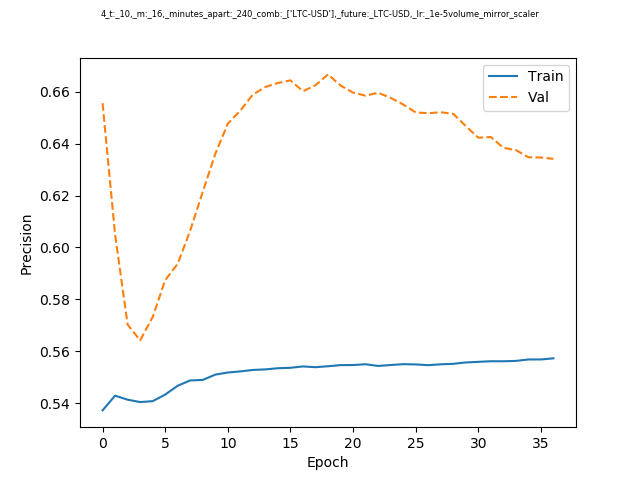 4_t:_10,_m:_16,_minutes_apart:_240_comb:_['LTC-USD'],_future:_LTC-USD,_lr:_1e-5volume_mirror_scaler
Train
Val
0.66
0.64
0.62
0.60
0.58
0.56
0.54
Precision
0 5 10 15 20 25 30 35
Epoch